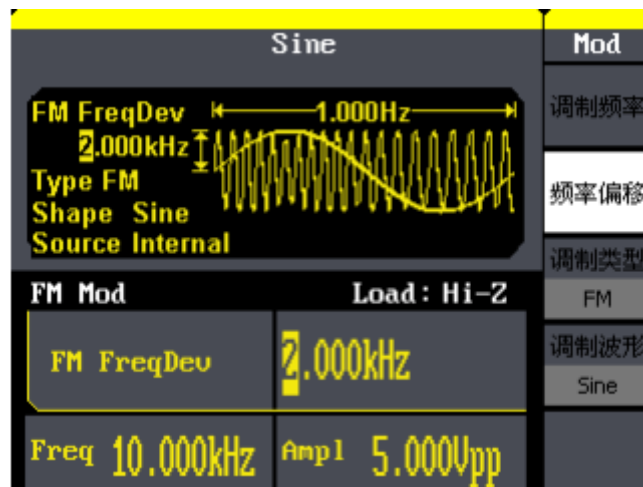 Sine
Mod
FM FreqDev
1.000Hz
2.000kHz
Type FM
Shape Sine
Source Internal
FM Mod
Load: Hi-Z
FM FreqDev
2.000kHz
Freq 10.000kHz
Ampl 5.000Vpp
调制频率
频率偏移
调制类型
FM
调制波形
Sine